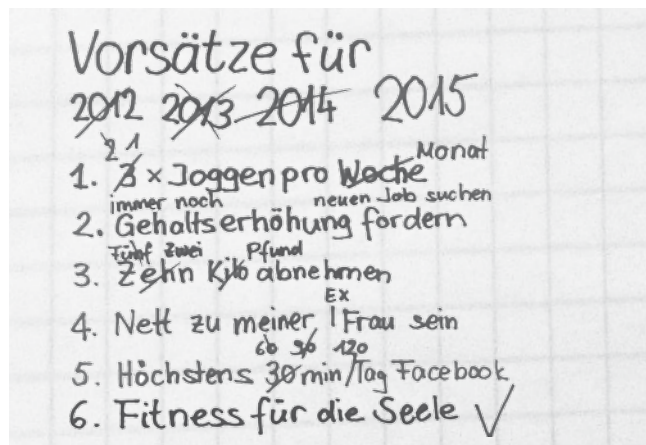 Vorsätze für
2012 2013 2014 2015
2 1 Monat
1. 3 x Joggen pro Woche
immer noch neuen Job suchen
2. Gehaltserhöhung fordern
Fünf Zwei Pfund
3. Zehn Kilo abnehmen
Ex
4. Nett zu meiner | Frau sein
60 90 120
5. Höchstens 30 min/Tag Facebook
6. Fitness für die Seele ✓